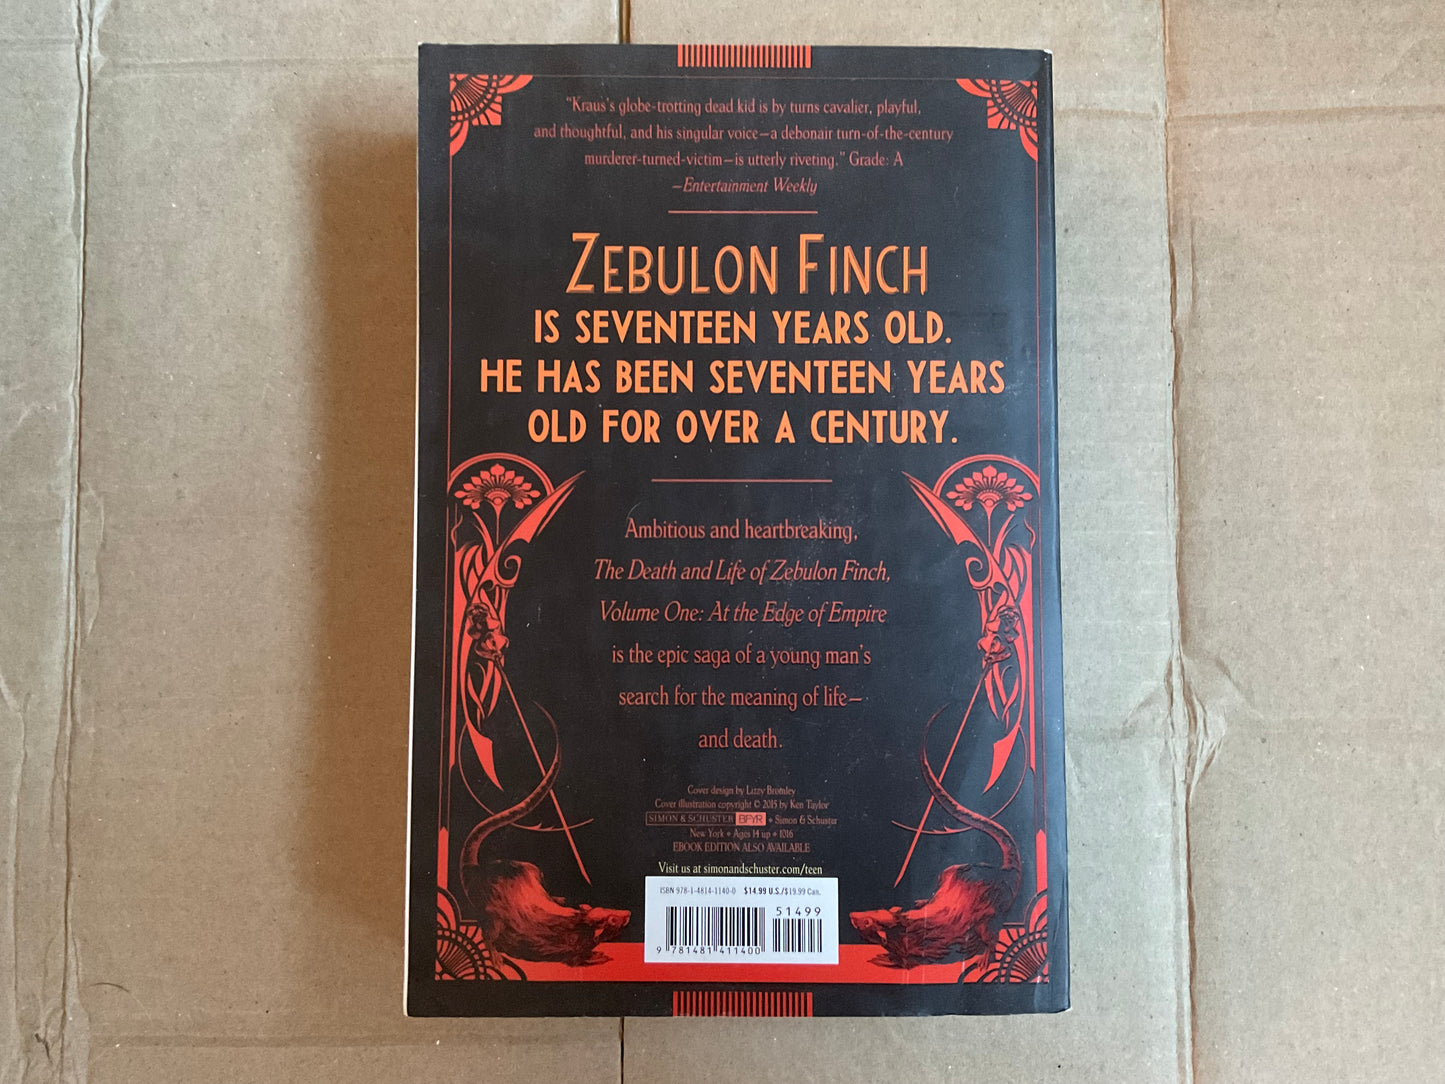 “Kraus’s globe-trotting dead kid is by turns cavalier, playful,
and thoughtful, and his singular voice—a debonair turn-of-the-century
murderer-turned-victim—is utterly riveting.” Grade: A
—Entertainment Weekly
ZEBULON FINCH
IS SEVENTEEN YEARS OLD.
HE HAS BEEN SEVENTEEN YEARS
OLD FOR OVER A CENTURY.
Ambitious and heartbreaking,
The Death and Life of Zebulon Finch,
Volume One: At the Edge of Empire
is the epic saga of a young man’s
search for the meaning of life—
and death.
Cover design by Lizzy Bromley
Cover illustration copyright © 2015 by Ken Taylor
SIMON & SCHUSTER BFYR • Simon & Schuster
New York • Ages 14 up • 1016
EBOOK EDITION ALSO AVAILABLE
Visit us at simonandschuster.com/teen
ISBN 978-1-4814-1140-0 $14.99 U.S./$19.99 Can.
51499
9 781481 411400